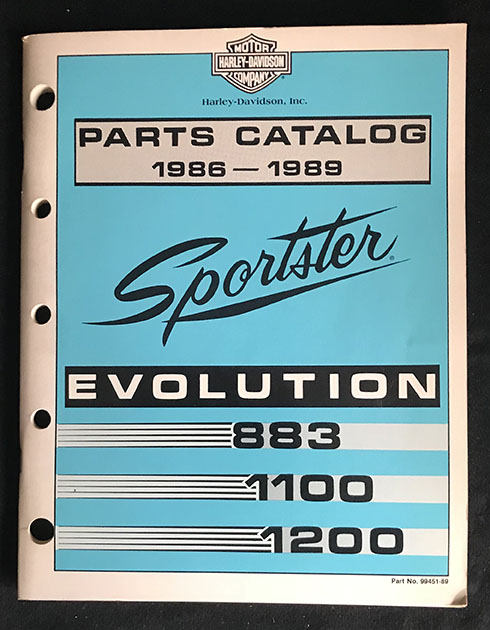 MOTOR
HARLEY-DAVIDSON
COMPANY
Harley-Davidson, Inc.
PARTS CATALOG
1986—1989
Sportster®
EVOLUTION
883
1100
1200
Part No. 99451-89